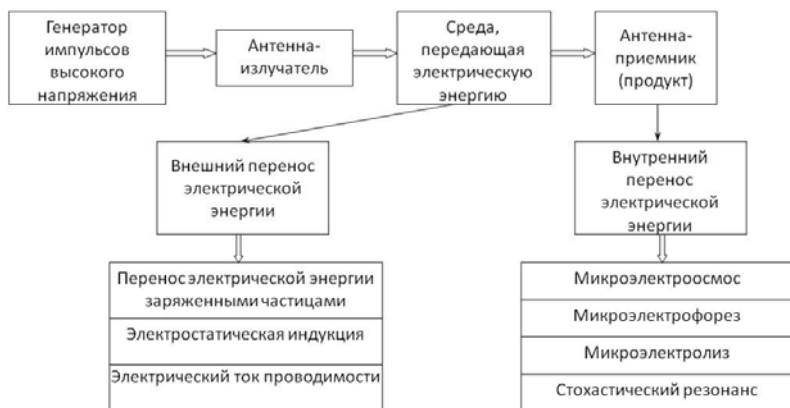 Генератор
импульсов
высокого
напряжения
Антенна-
излучатель
Среда,
передающая
электрическую
энергию
Антенна-
приемник
(продукт)
Внешний перенос
электрической
энергии
Внутренний
перенос
электрической
энергии
Перенос электрической энергии
заряженными частицами
Электростатическая индукция
Электрический ток проводимости
Микроэлектроосмос
Микроэлектрофорез
Микроэлектролиз
Стохастический резонанс